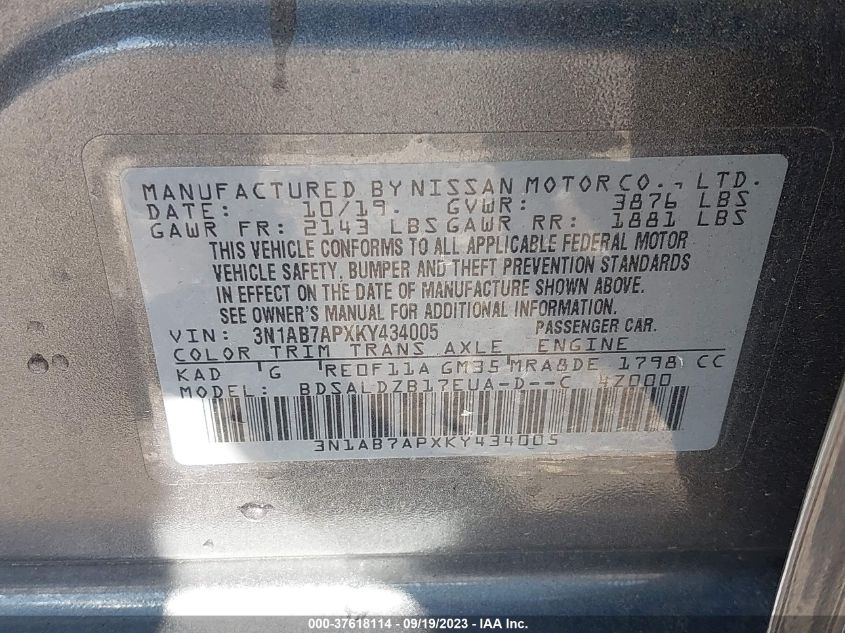 MANUFACTURED BY NISSAN MOTOR CO., LTD.
DATE: 10/19. GVWR: 3876 LBS
GAWR FR: 2143 LBS GAWR RR: 1881 LBS
THIS VEHICLE CONFORMS TO ALL APPLICABLE FEDERAL MOTOR
VEHICLE SAFETY, BUMPER AND THEFT PREVENTION STANDARDS
IN EFFECT ON THE DATE OF MANUFACTURE SHOWN ABOVE.
SEE OWNER'S MANUAL FOR ADDITIONAL INFORMATION.
VIN: 3N1AB7APXKY434005 PASSENGER CAR.
COLOR TRIM TRANS AXLE ENGINE
KAD G RE0F11A GM35 MRA8DE 1798 CC
MODEL: BDSALDZB17EUA-D--C 4Z000
3N1AB7APXKY434005
000-37618114 - 09/19/2023 - IAAI.com